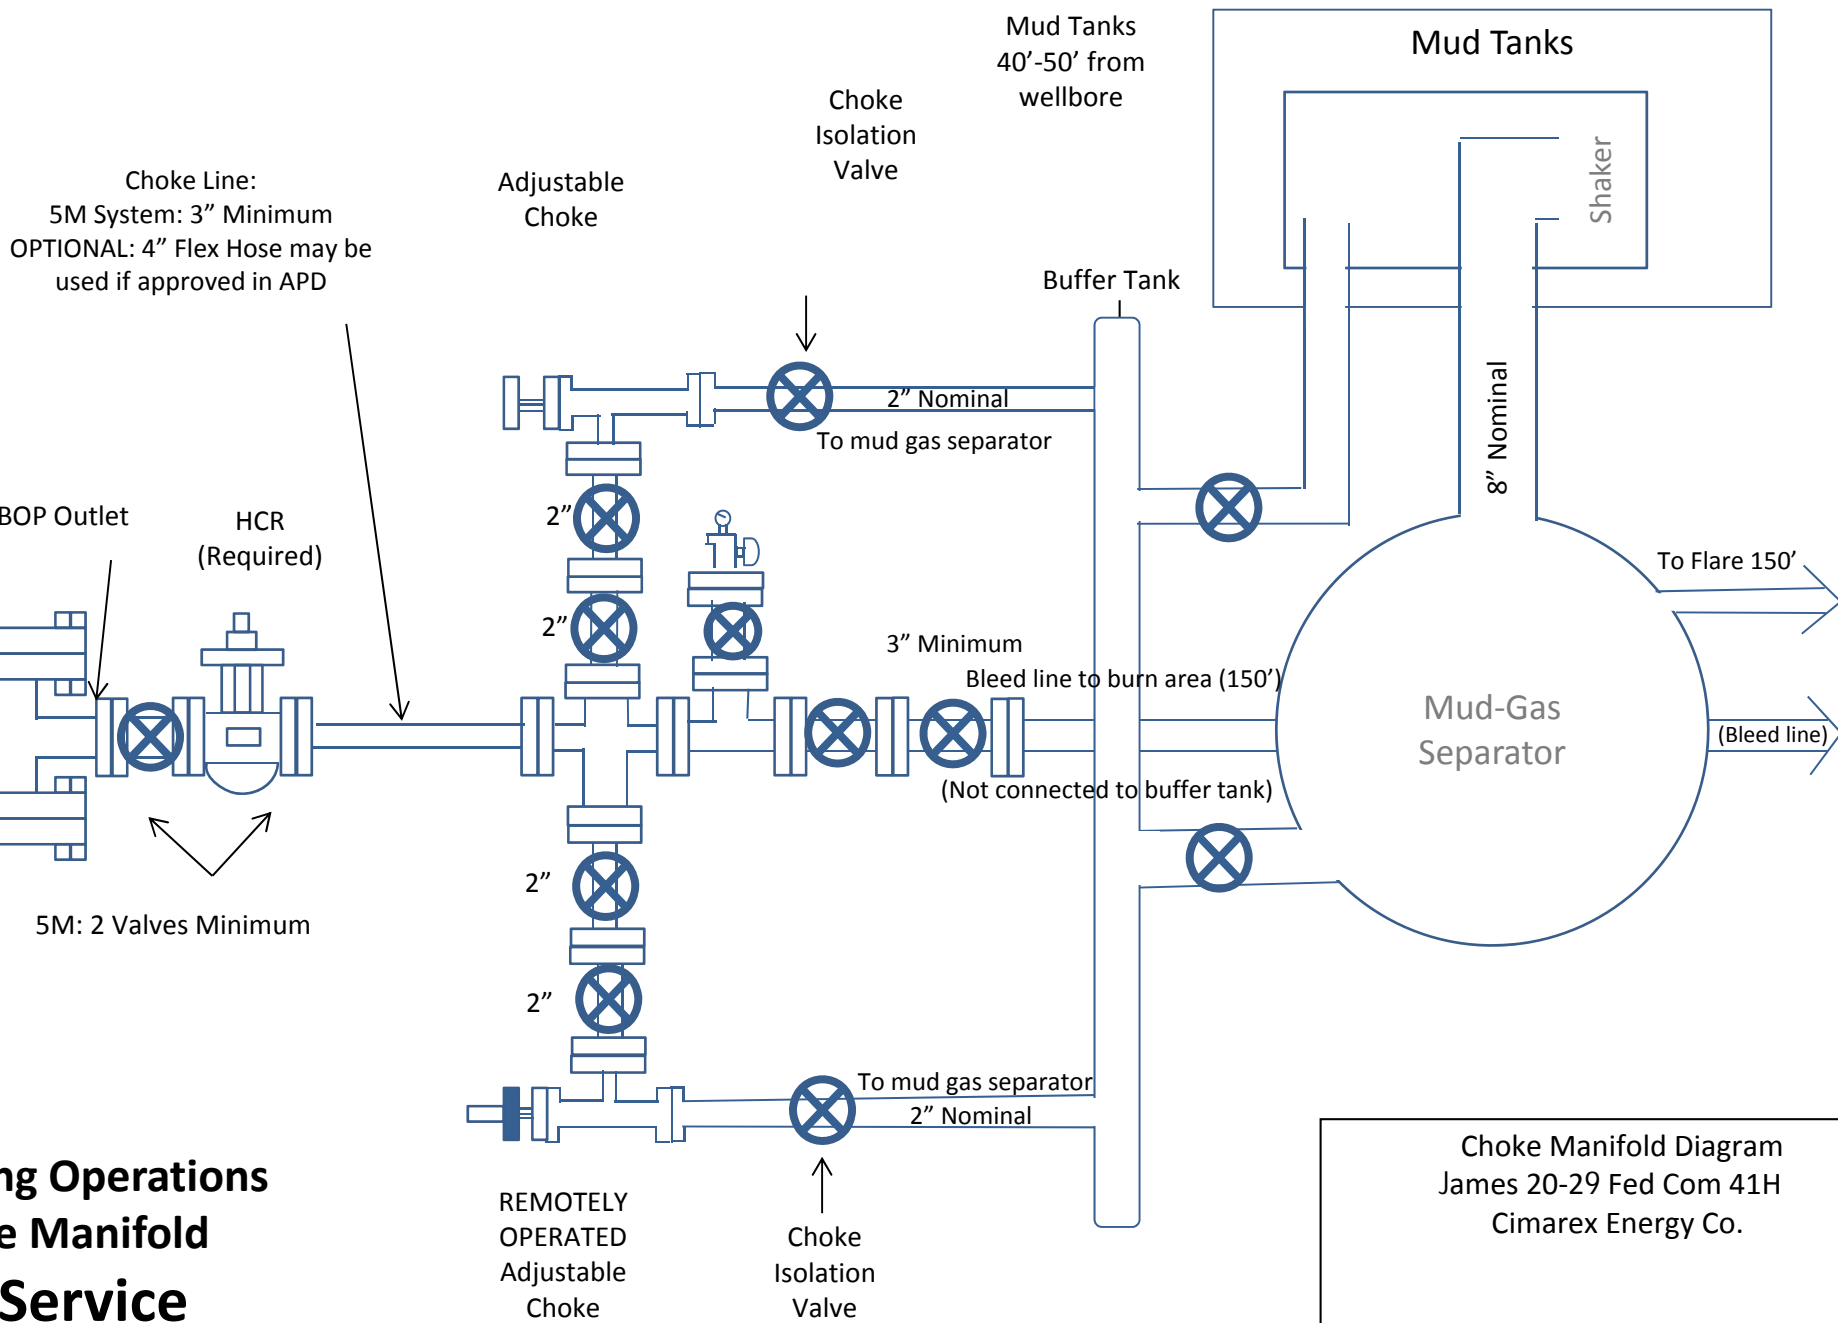 Mud Tanks
40’-50’ from
wellbore
Mud Tanks
Choke
Isolation
Valve
Shaker
Choke Line:
5M System: 3” Minimum
OPTIONAL: 4” Flex Hose may be
used if approved in APD
Adjustable
Choke
Buffer Tank
2” Nominal
To mud gas separator
8” Nominal
BOP Outlet
HCR
(Required)
2”
2”
To Flare 150’
3” Minimum
Bleed line to burn area (150’)
Mud-Gas
Separator
(Bleed line)
(Not connected to buffer tank)
2”
5M: 2 Valves Minimum
2”
To mud gas separator
2” Nominal
ng Operations
e Manifold
Service
REMOTELY
OPERATED
Adjustable
Choke
Choke
Isolation
Valve
Choke Manifold Diagram
James 20-29 Fed Com 41H
Cimarex Energy Co.